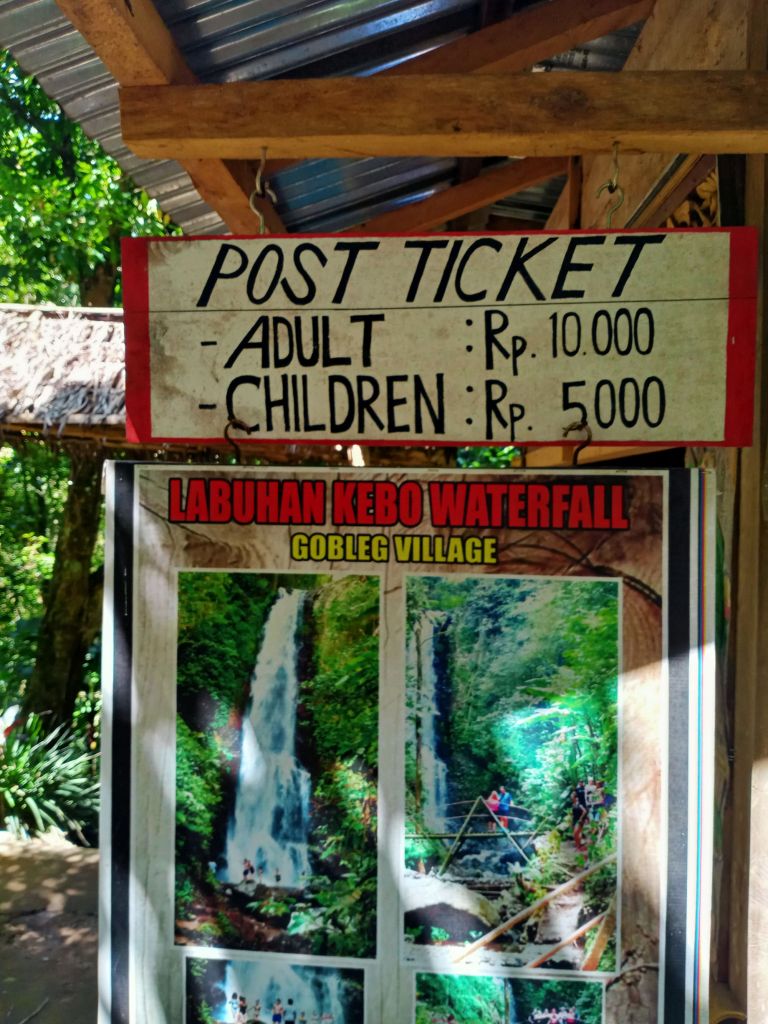 POST TICKET
- ADULT : Rp. 10.000
- CHILDREN : Rp. 5000
LABUHAN KEBO WATERFALL
GOBLEG VILLAGE